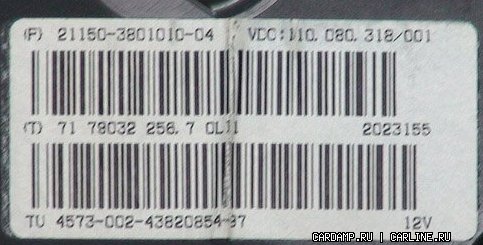 (P) 21150-3801010-04 VDO:110.080.318/001
(T) 71 79032 256.7 0L11 2023155
TU 4573-002-43820854-97 12V
CARDAMP.RU | CARLINE.RU